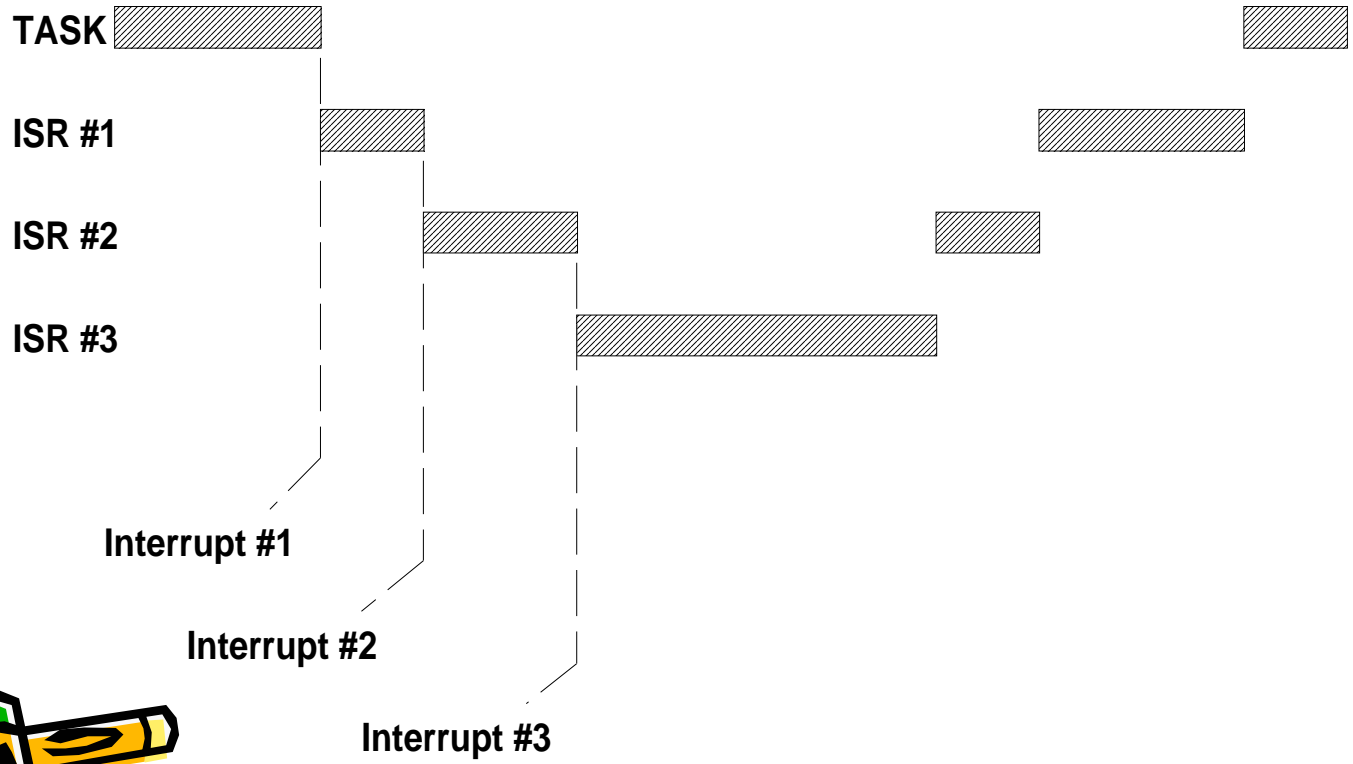 TASK
ISR #1
ISR #2
ISR #3
Interrupt #1
Interrupt #2
Interrupt #3